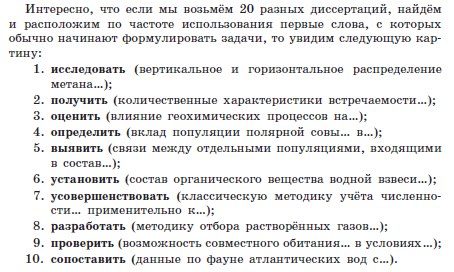 Интересно, что если мы возьмём 20 разных диссертаций, найдём
и расположим по частоте использования первые слова, с которых
обычно начинают формулировать задачи, то увидим следующую кар-
тину:
1. исследовать (вертикальное и горизонтальное распределение
метана...);
2. получить (количественные характеристики встречаемости...);
3. оценить (влияние геохимических процессов на...);
4. определить (вклад популяции полярной совы... в...);
5. выявить (связи между отдельными популяциями, входящими
в состав...);
6. установить (состав органического вещества водной взвеси...);
7. усовершенствовать (классическую методику учёта численно-
сти... применительно к...);
8. разработать (методику отбора растворённых газов...);
9. проверить (возможность совместного обитания... в условиях...);
10. сопоставить (данные по фауне атлантических вод с...).